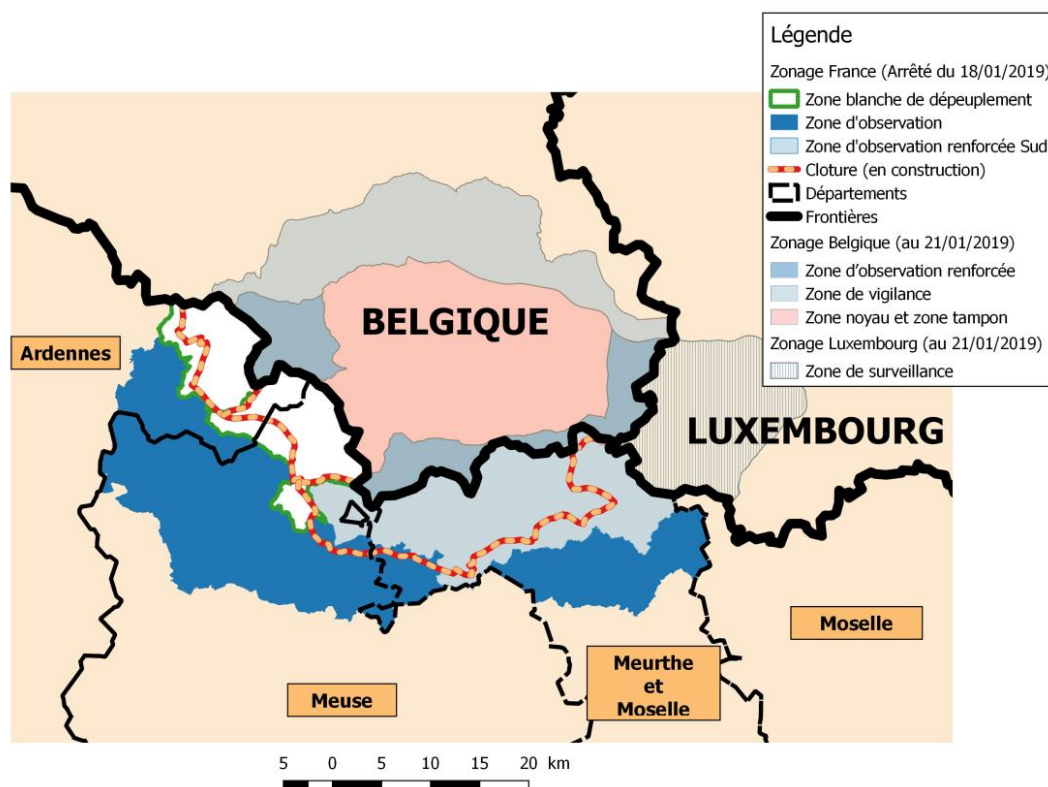 Légende
Zonage France (Arrêté du 18/01/2019)
Zone blanche de dépeuplement
Zone d'observation
Zone d'observation renforcée Sud
Cloture (en construction)
Départements
Frontières
Zonage Belgique (au 21/01/2019)
Zone d'observation renforcée
Zone de vigilance
Zone noyau et zone tampon
Zonage Luxembourg (au 21/01/2019)
Zone de surveillance
BELGIQUE
Ardennes
LUXEMBOURG
Moselle
Meurthe
et
Moselle
Meuse
5 0 5 10 15 20 km